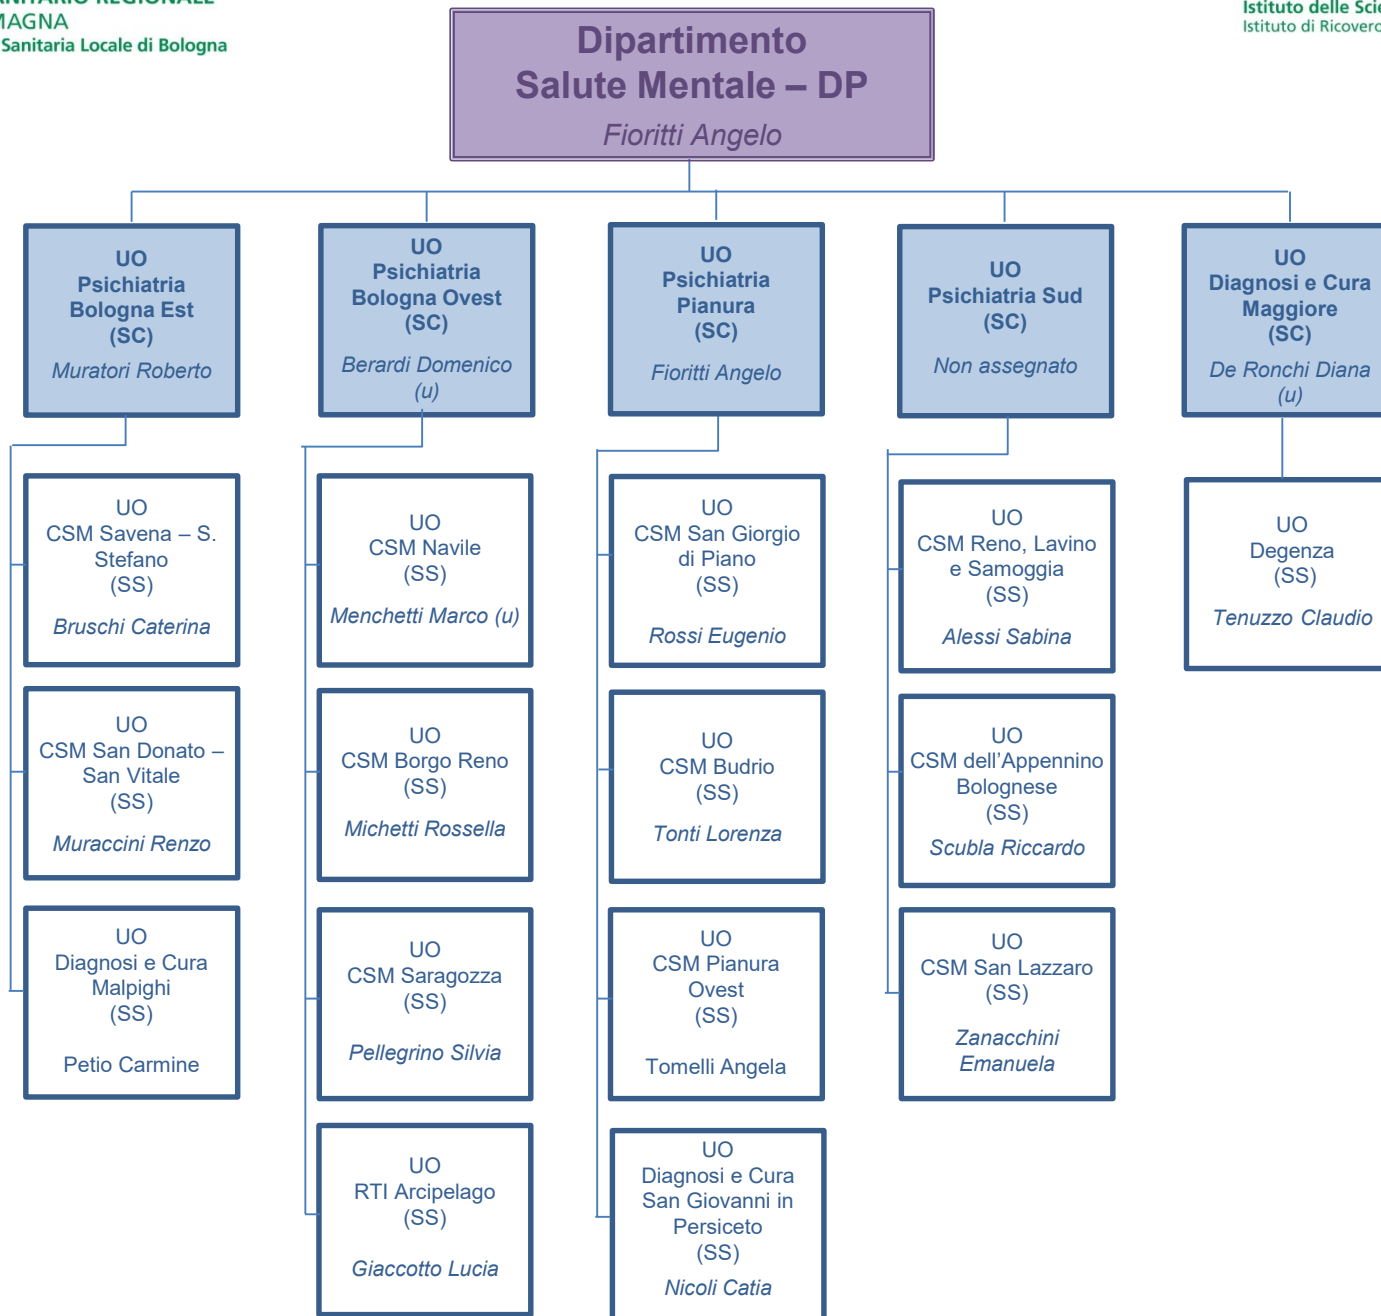 SANITARIO REGIONALE
MAGNA
Sanitaria Locale di Bologna
Istituto delle Scie
Istituto di Ricovero
Dipartimento
Salute Mentale – DP
Fioritti Angelo
UO
Psichiatria
Bologna Est
(SC)
Muratori Roberto
UO
Psichiatria
Bologna Ovest
(SC)
Berardi Domenico
(u)
UO
Psichiatria
Pianura
(SC)
Fioritti Angelo
UO
Psichiatria Sud
(SC)
Non assegnato
UO
Diagnosi e Cura
Maggiore
(SC)
De Ronchi Diana
(u)
UO
CSM Savena – S.
Stefano
(SS)
Bruschi Caterina
UO
CSM Navile
(SS)
Menchetti Marco (u)
UO
CSM San Giorgio
di Piano
(SS)
Rossi Eugenio
UO
CSM Reno, Lavino
e Samoggia
(SS)
Alessi Sabina
UO
Degenza
(SS)
Tenuzzo Claudio
UO
CSM San Donato –
San Vitale
(SS)
Muraccini Renzo
UO
CSM Borgo Reno
(SS)
Michetti Rossella
UO
CSM Budrio
(SS)
Tonti Lorenza
UO
CSM dell’Appennino
Bolognese
(SS)
Scubla Riccardo
UO
Diagnosi e Cura
Malpighi
(SS)
Petio Carmine
UO
CSM Saragozza
(SS)
Pellegrino Silvia
UO
CSM Pianura
Ovest
(SS)
Tomelli Angela
UO
CSM San Lazzaro
(SS)
Zanacchini
Emanuela
UO
RTI Arcipelago
(SS)
Giaccotto Lucia
UO
Diagnosi e Cura
San Giovanni in
Persiceto
(SS)
Nicoli Catia